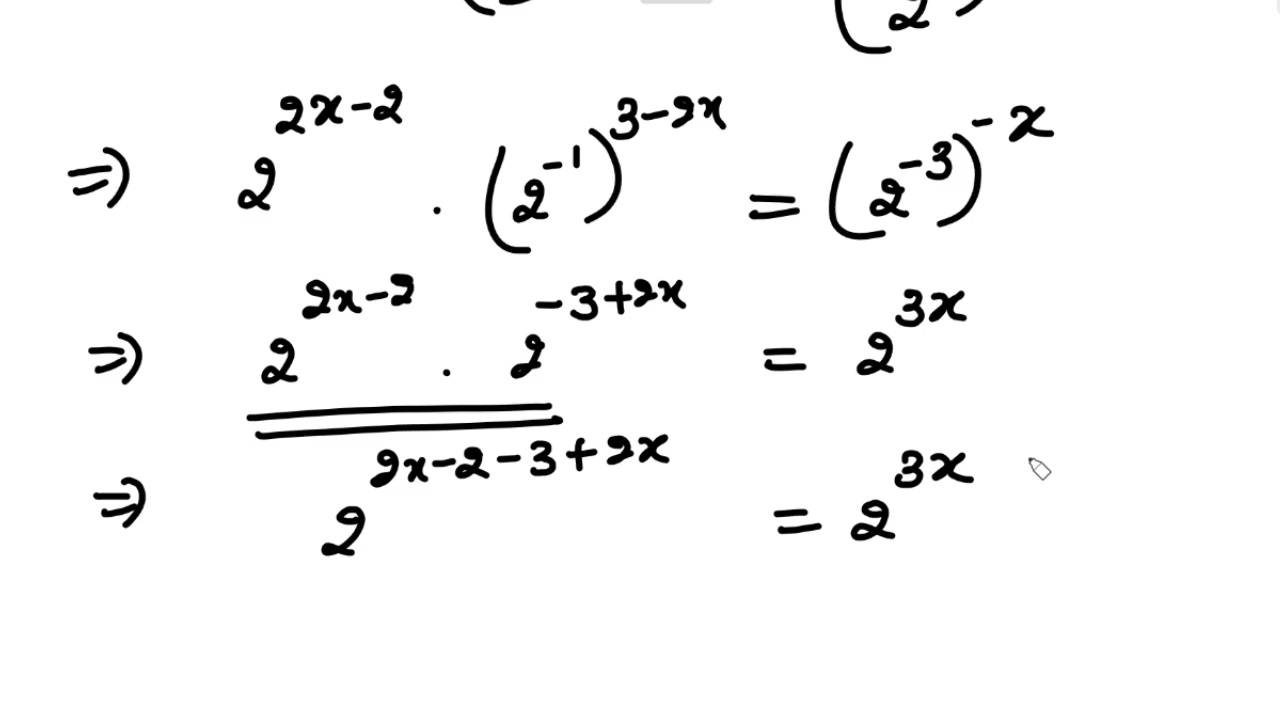 ⇒ 2^{2x-2} . (2^{-1})^{3-2x} = (2^{-3})^{-x}
⇒ 2^{2x-2} . 2^{-3+2x} = 2^{3x}
⇒ 2^{2x-2-3+2x} = 2^{3x}